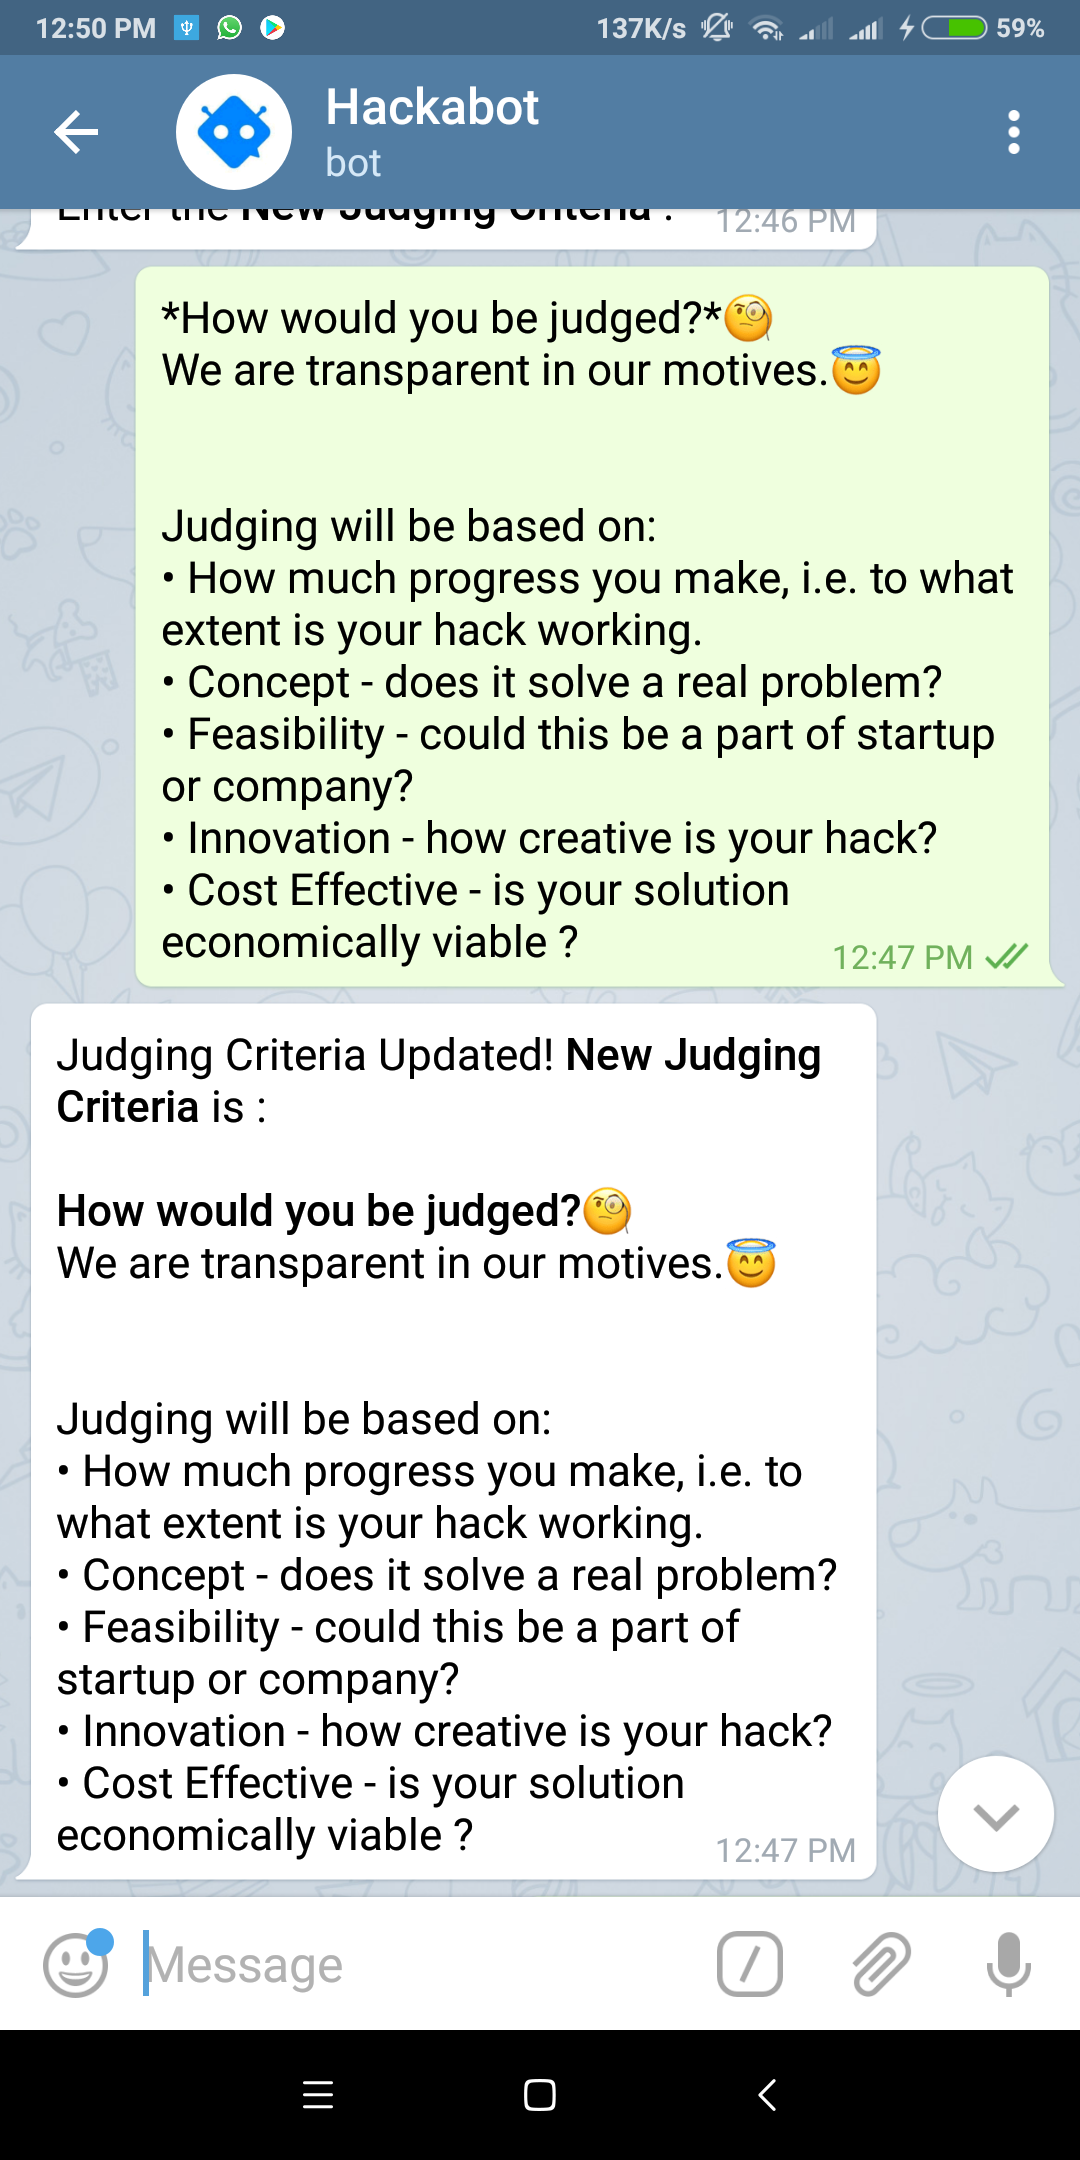 12:50 PM 137K/s 59%
Hackabot
bot
Enter the New Judging Criteria : 12:46 PM
*How would you be judged?*🧐
We are transparent in our motives.😇
Judging will be based on:
• How much progress you make, i.e. to what
extent is your hack working.
• Concept - does it solve a real problem?
• Feasibility - could this be a part of startup
or company?
• Innovation - how creative is your hack?
• Cost Effective - is your solution
economically viable ? 12:47 PM
Judging Criteria Updated! New Judging
Criteria is :
How would you be judged?🧐
We are transparent in our motives.😇
Judging will be based on:
• How much progress you make, i.e. to
what extent is your hack working.
• Concept - does it solve a real problem?
• Feasibility - could this be a part of
startup or company?
• Innovation - how creative is your hack?
• Cost Effective - is your solution
economically viable ? 12:47 PM
Message